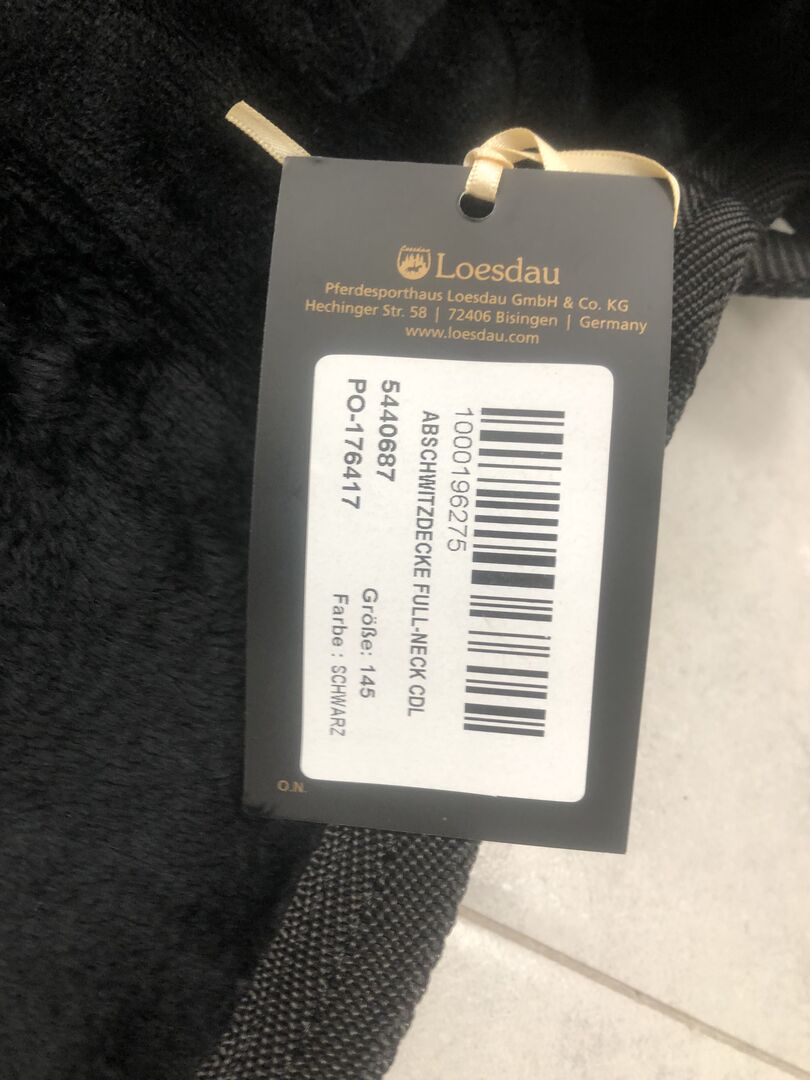 Loesdau
Pferdesporthaus Loesdau GmbH & Co. KG
Hechinger Str. 58 | 72406 Bisingen | Germany
www.loesdau.com
1000196275
ABSCHWITZDECKE FULL-NECK CDL
5440687
PO-176417
Größe: 145
Farbe : SCHWARZ
O.N.